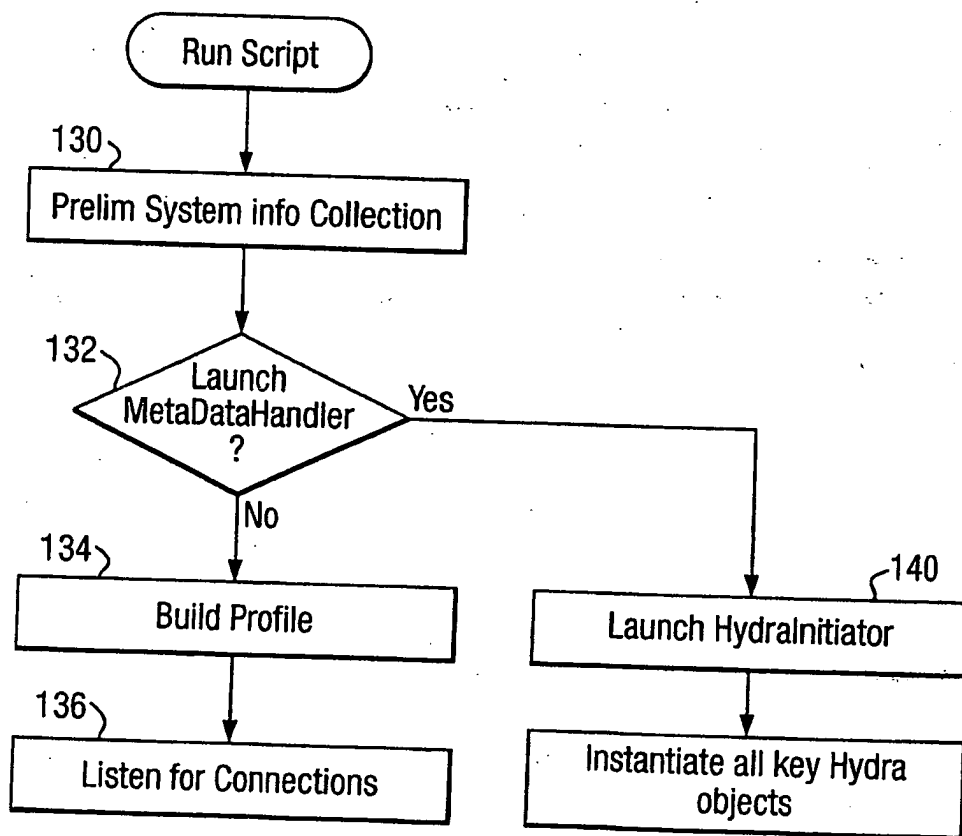 Run Script
130
Prelim System info Collection
132
Launch
MetaDataHandler
?
Yes
No
134
Build Profile
140
Launch HydraInitiator
136
Listen for Connections
Instantiate all key Hydra
objects